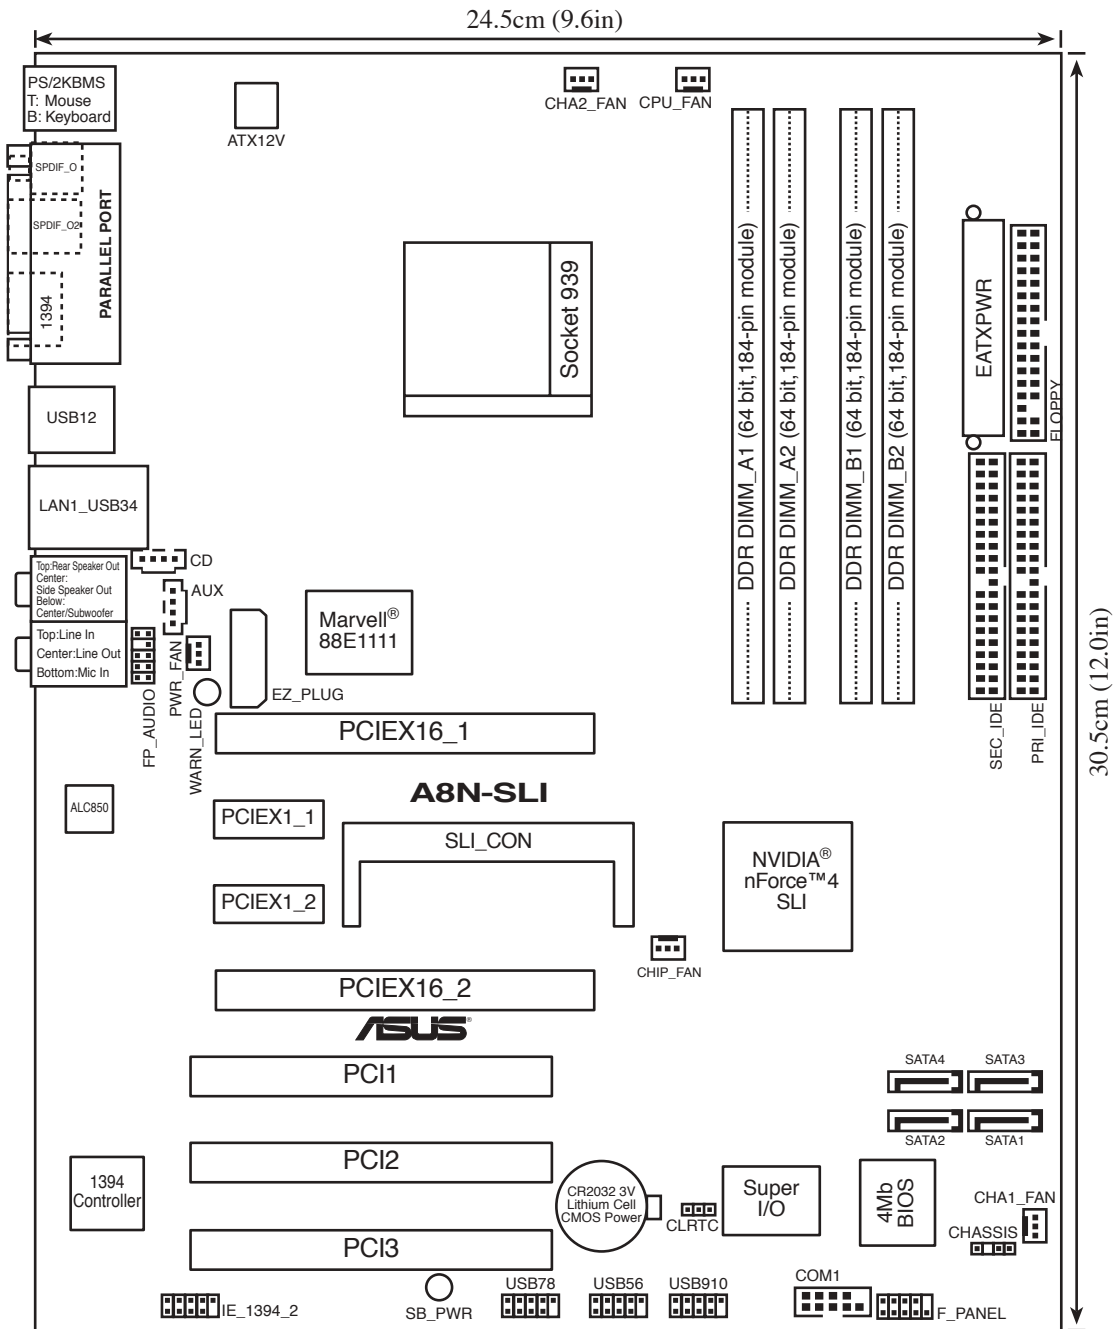 24.5cm (9.6in)
PS/2KBMS
T: Mouse
B: Keyboard
ATX12V
CHA2_FAN
CPU_FAN
SPDIF_O
SPDIF_O2
1394
PARALLEL PORT
Socket 939
DDR DIMM_A1 (64 bit,184-pin module)
DDR DIMM_A2 (64 bit,184-pin module)
DDR DIMM_B1 (64 bit,184-pin module)
DDR DIMM_B2 (64 bit,184-pin module)
EATXPWR
FLOPPY
USB12
LAN1_USB34
CD
Top:Rear Speaker Out
Center:
Side Speaker Out
Below:
Center/Subwoofer
AUX
Top:Line In
Center:Line Out
Bottom:Mic In
FP_AUDIO
PWR_FAN
WARN_LED
EZ_PLUG
Marvell®
88E1111
SEC_IDE
PRI_IDE
30.5cm (12.0in)
PCIEX16_1
A8N-SLI
ALC850
PCIEX1_1
SLI_CON
PCIEX1_2
NVIDIA®
nForce™4
SLI
CHIP_FAN
PCIEX16_2
ASUS®
PCI1
SATA4
SATA3
SATA2
SATA1
PCI2
1394
Controller
CR2032 3V
Lithium Cell
CMOS Power
CLRTC
Super
I/O
4Mb
BIOS
CHA1_FAN
CHASSIS
PCI3
IE_1394_2
SB_PWR
USB78
USB56
USB910
COM1
F_PANEL